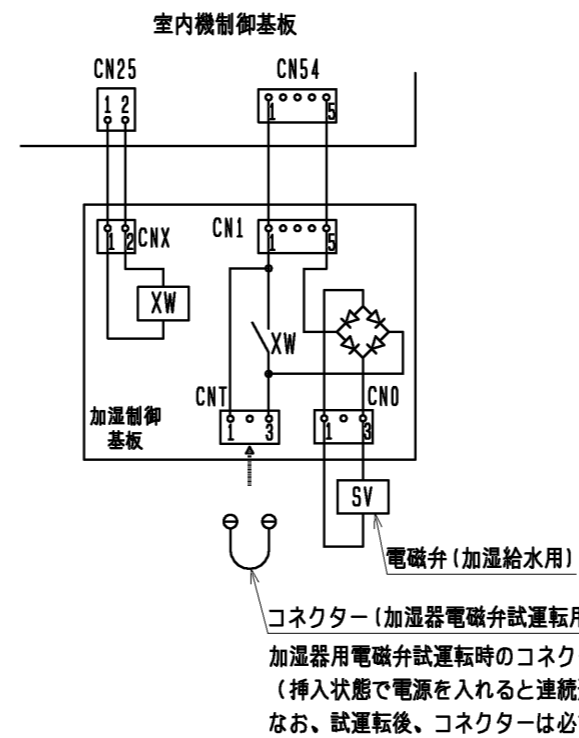 室内機制御基板
CN25
CN54
1 2
1 5
CNX
CN1
1 2
1 5
XW
XW
加湿制御
基板
CNT
CNO
1 3
1 3
SV
電磁弁(加湿給水用)
コネクター(加湿器電磁弁試運転用
加湿器用電磁弁試運転時のコネク
(挿入状態で電源を入れると連続
なお、試運転後、コネクターは必